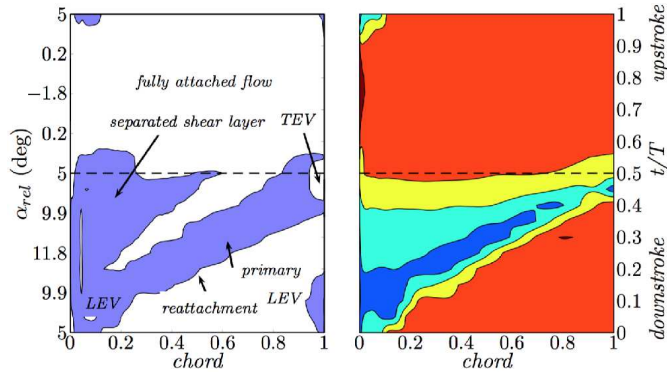 α_rel (deg)
5
0.2
−1.8
0.2
5
9.9
11.8
9.9
5
fully attached flow
separated shear layer
TEV
primary
LEV
reattachment
LEV
0
0.2
0.4
0.6
0.8
1
chord
0
0.2
0.4
0.6
0.8
1
chord
1
0.9
0.8
0.7
0.6
0.5
0.4
0.3
0.2
0.1
0
upstroke
t/T
downstroke